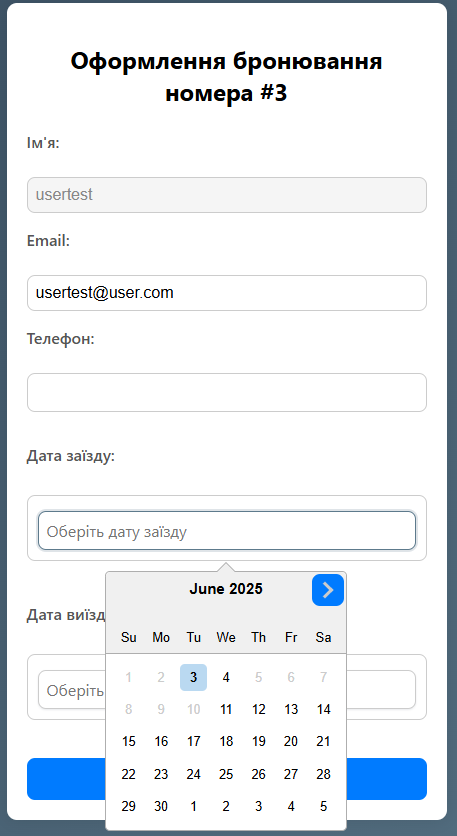 Оформлення бронювання
номера #3
Ім'я:
usertest
Email:
usertest@user.com
Телефон:
Дата заїзду:
Оберіть дату заїзду
June 2025
Su Mo Tu We Th Fr Sa
1 2 3 4 5 6 7
8 9 10 11 12 13 14
15 16 17 18 19 20 21
22 23 24 25 26 27 28
29 30 1 2 3 4 5
Дата виїзд
Оберіть